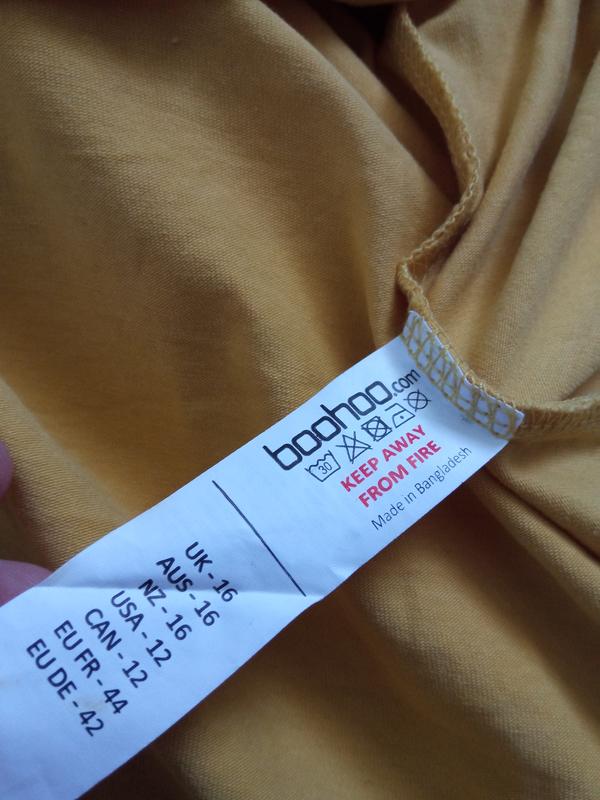 boohoo.com
30
KEEP AWAY
FROM FIRE
Made in Bangladesh
UK - 16
AUS - 16
NZ - 16
USA - 12
CAN - 12
EU FR - 44
EU DE - 42